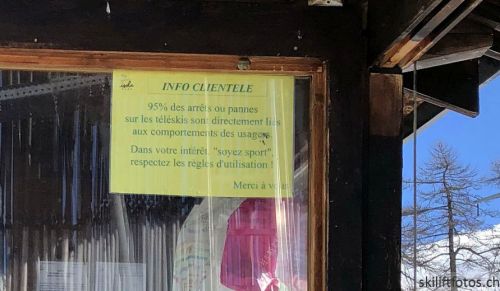 INFO CLIENTELE
95% des arrêts ou pannes
sur les téléskis sont directement liés
aux comportements des usagers.
Dans votre intérêt, "soyez sport",
respectez les règles d'utilisation !
Merci à vous
skiliftfotos.ch